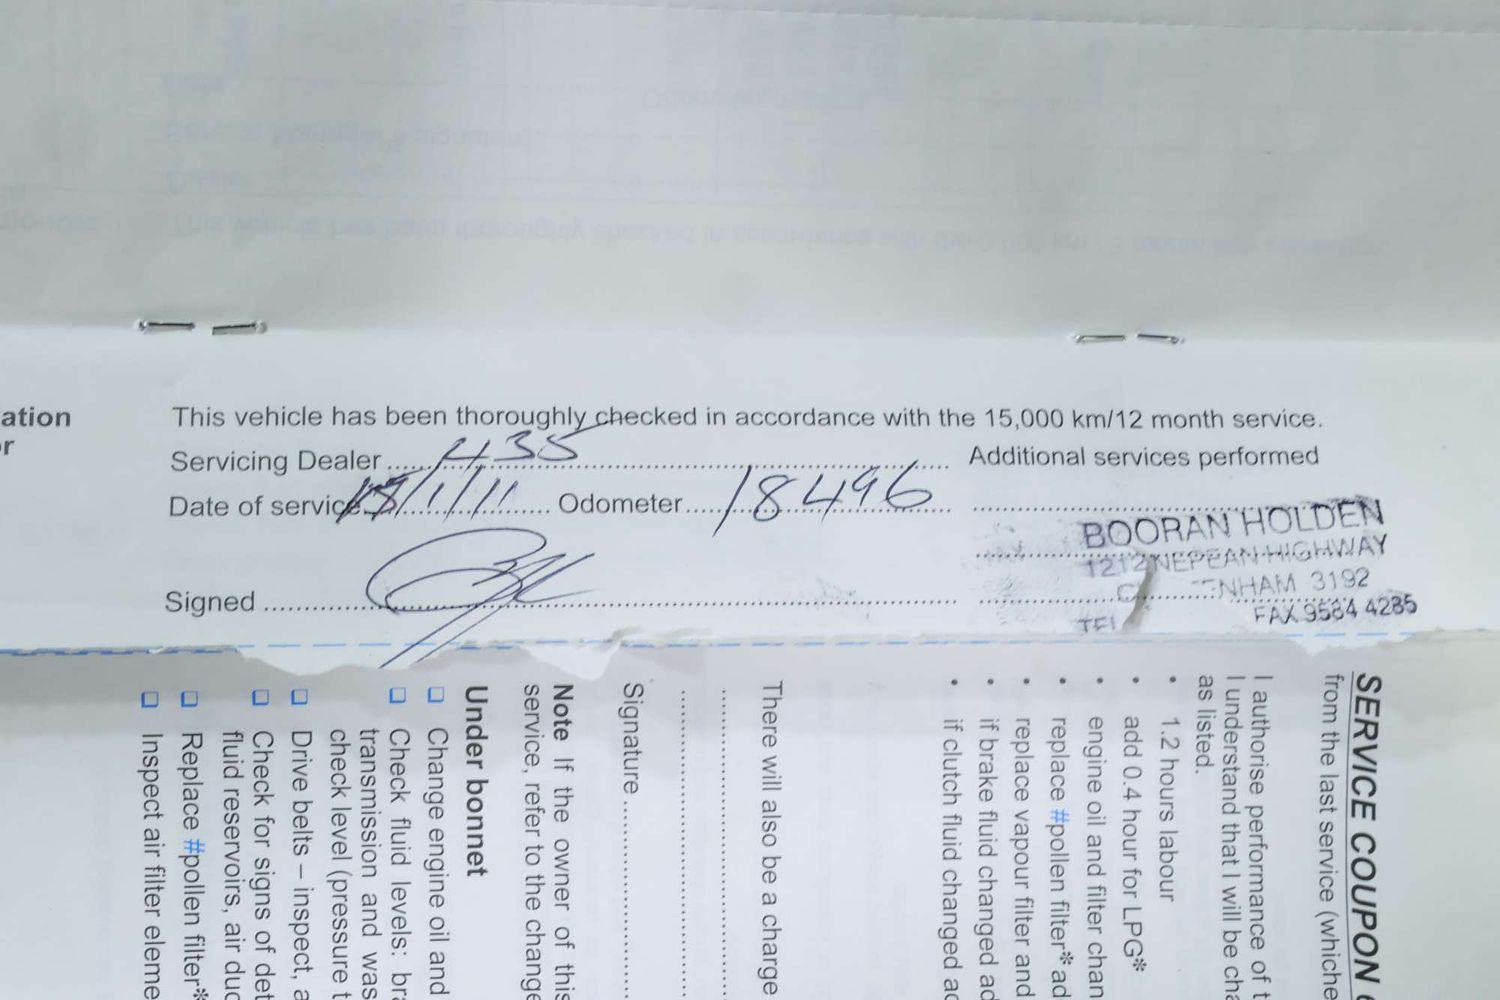 ation
r
This vehicle has been thoroughly checked in accordance with the 15,000 km/12 month service.
Servicing Dealer 435
Additional services performed
Date of service /1/11 Odometer 18496
BOORAN HOLDEN
1212 NEPEAN HIGHWAY
NHAM 3192
FAX 9584 4285
Signed
SERVICE COUPON
from the last service (whiche
I authorise performance of t
I understand that I will be cha
as listed.
• 1.2 hours labour
• add 0.4 hour for LPG*
• engine oil and filter chan
• replace #pollen filter* ad
• replace vapour filter and
• if brake fluid changed ad
• if clutch fluid changed ad
There will also be a charge
Signature
Note If the owner of this
service, refer to the change
Under bonnet
Change engine oil and
Check fluid levels: bra
transmission and was
check level (pressure t
Drive belts – inspect, a
Check for signs of det
fluid reservoirs, air duc
Replace #pollen filter*
Inspect air filter eleme